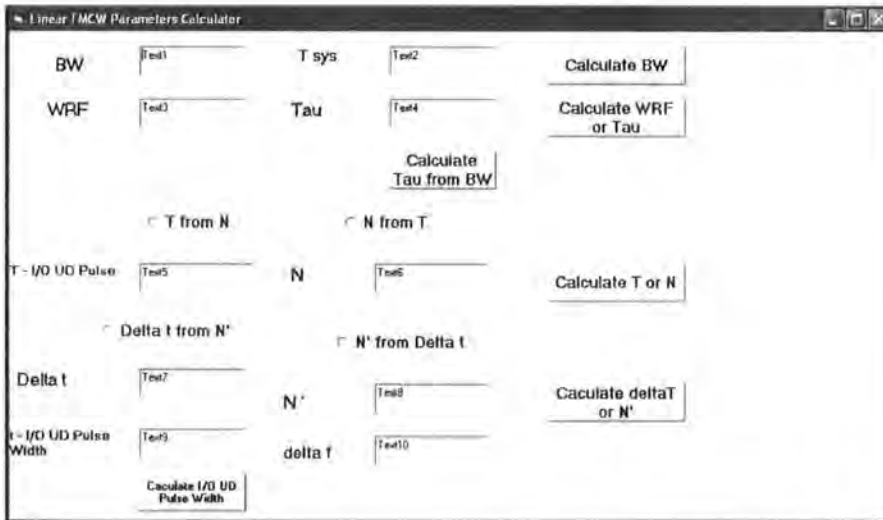 Linear FMCW Parameters Calculator
BW Text1 T sys Text2 Calculate BW
WRF Text3 Tau Text4 Calculate WRF
or Tau
Calculate
Tau from BW
T from N N from T
T - I/O UD Pulse Text5 N Text6 Calculate T or N
Delta t from N' N' from Delta t
Delta t Text7 N' Text8 Caculate deltaT
or N'
t - I/O UD Pulse
Width Text9 delta f Text10
Caculate I/O UD
Pulse Width